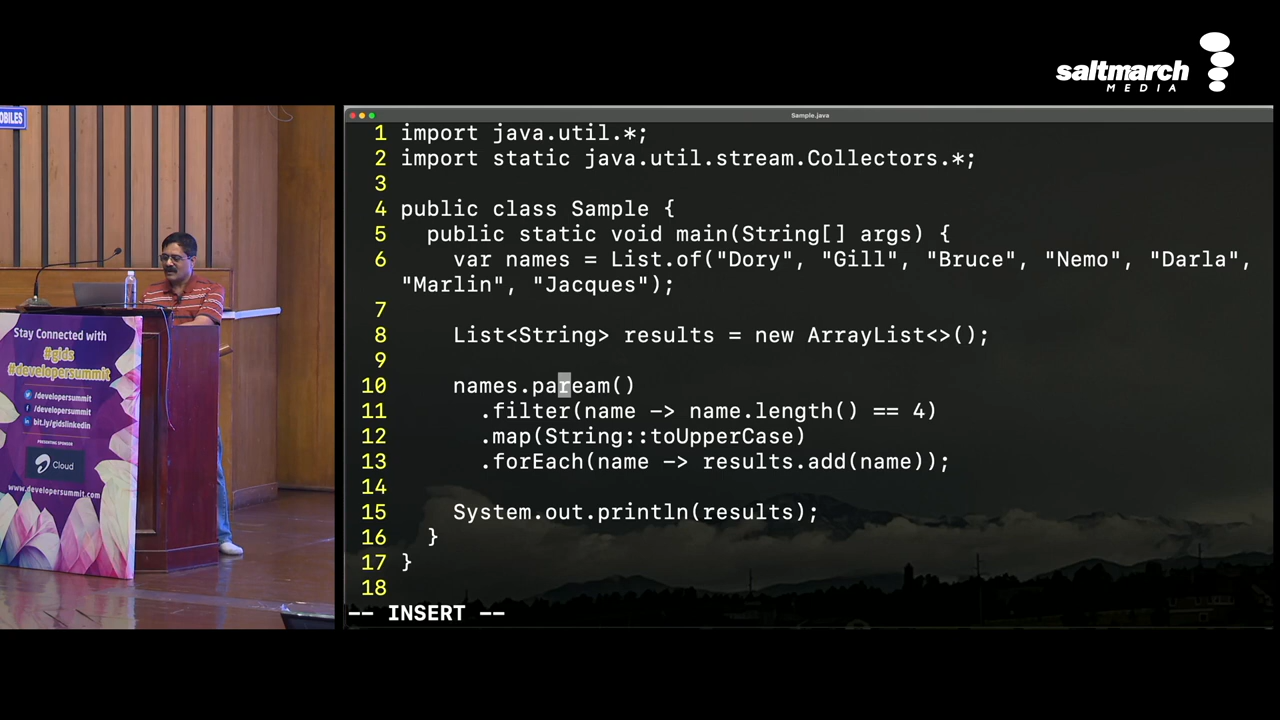 saltmarch
MEDIA
OBILES
Sample.java
1 import java.util.*;
2 import static java.util.stream.Collectors.*;
3
4 public class Sample {
5 public static void main(String[] args) {
6 var names = List.of("Dory", "Gill", "Bruce", "Nemo", "Darla",
"Marlin", "Jacques");
7
8 List<String> results = new ArrayList<>();
9
10 names.paream()
11 .filter(name -> name.length() == 4)
12 .map(String::toUpperCase)
13 .forEach(name -> results.add(name));
14
15 System.out.println(results);
16 }
17 }
18
-- INSERT --
Stay Connected with
#gids
#developersummit
/developersummit
/developersummit
bit.ly/gidslinkedin
PRESENTING SPONSOR
Cloud
www.developersummit.com